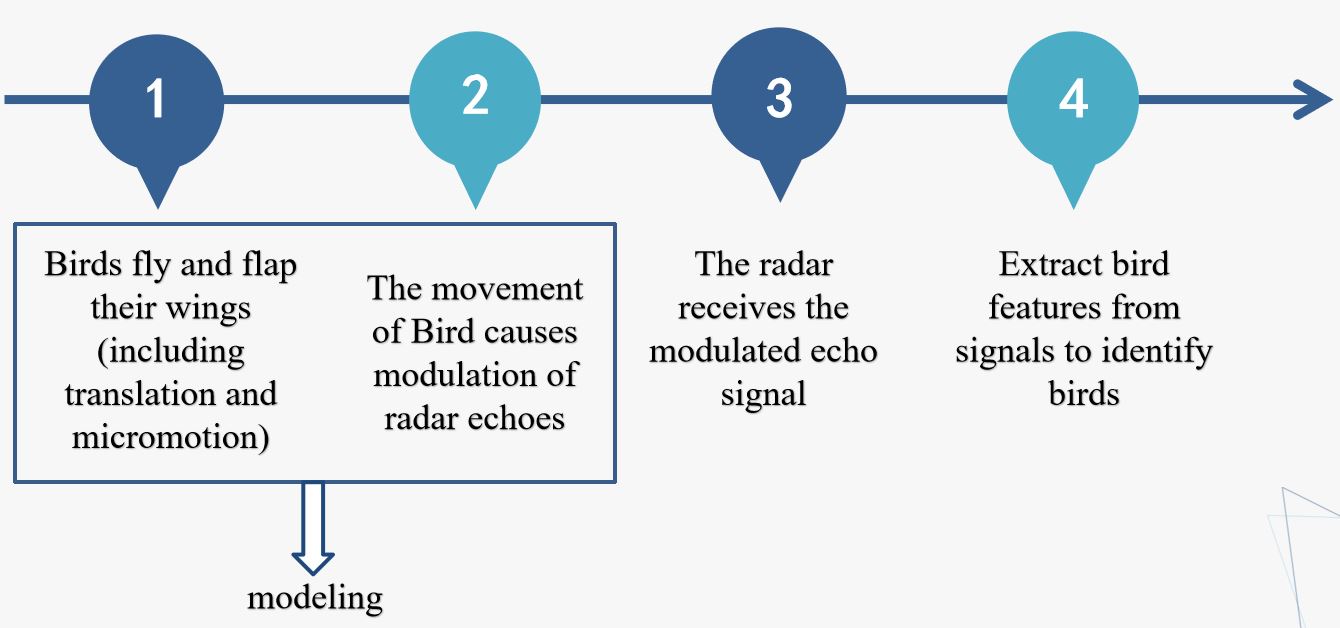 1
2
3
4
Birds fly and flap
their wings
(including
translation and
micromotion)
The movement
of Bird causes
modulation of
radar echoes
The radar
receives the
modulated echo
signal
Extract bird
features from
signals to identify
birds
modeling